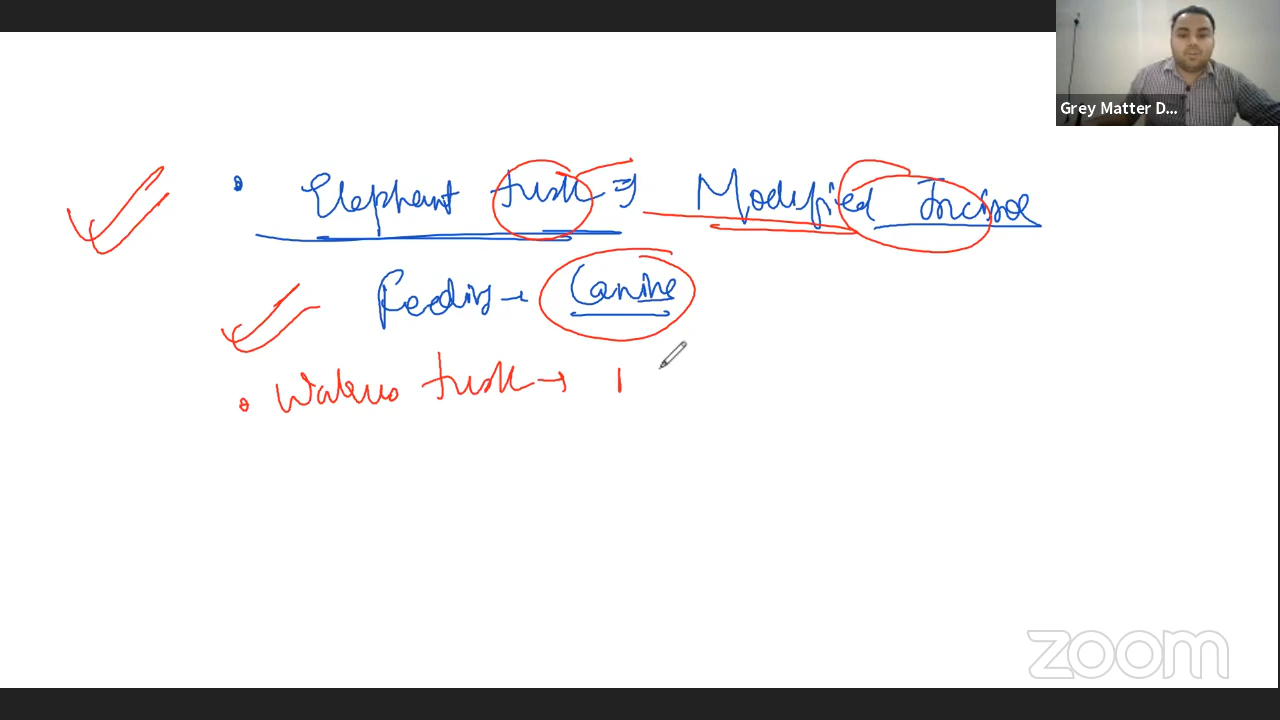 Grey Matter D...
• Elephant tusk ⇒ Modified Incisor
Feeding → Canine
• Walrus tusk → 1
zoom